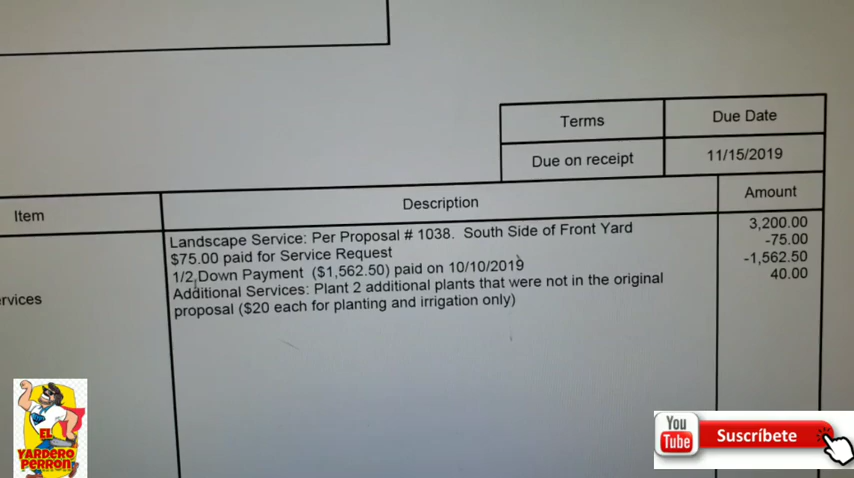 Terms Due Date
Due on receipt 11/15/2019
Item Description Amount
Landscape Service: Per Proposal # 1038. South Side of Front Yard 3,200.00
$75.00 paid for Service Request -75.00
1/2 Down Payment ($1,562.50) paid on 10/10/2019 -1,562.50
Additional Services: Plant 2 additional plants that were not in the original 40.00
rvices proposal ($20 each for planting and irrigation only)
EL
YARDERO
PERRON
You
Tube
Suscríbete